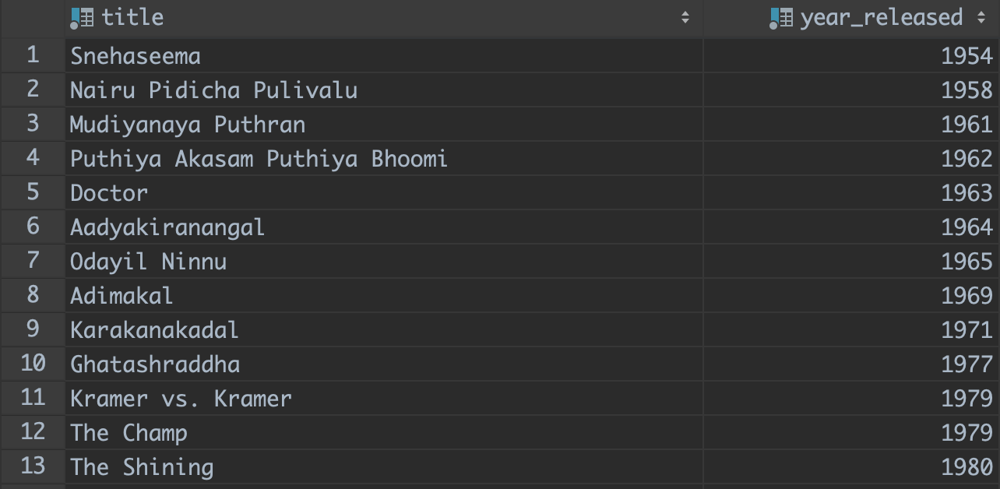 title year_released
1 Snehaseema 1954
2 Nairu Pidicha Pulivalu 1958
3 Mudiyanaya Puthran 1961
4 Puthiya Akasam Puthiya Bhoomi 1962
5 Doctor 1963
6 Aadyakiranangal 1964
7 Odayil Ninnu 1965
8 Adimakal 1969
9 Karakanakadal 1971
10 Ghatashraddha 1977
11 Kramer vs. Kramer 1979
12 The Champ 1979
13 The Shining 1980